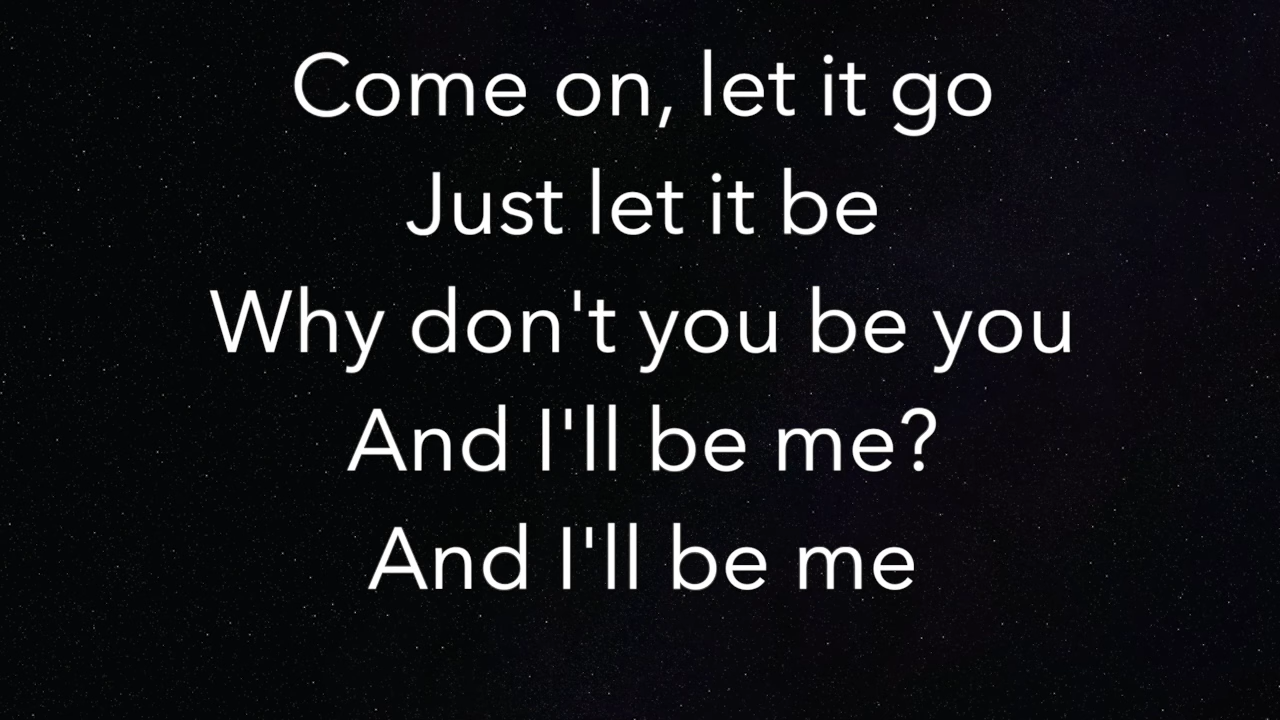 Come on, let it go
Just let it be
Why don't you be you
And I'll be me?
And I'll be me